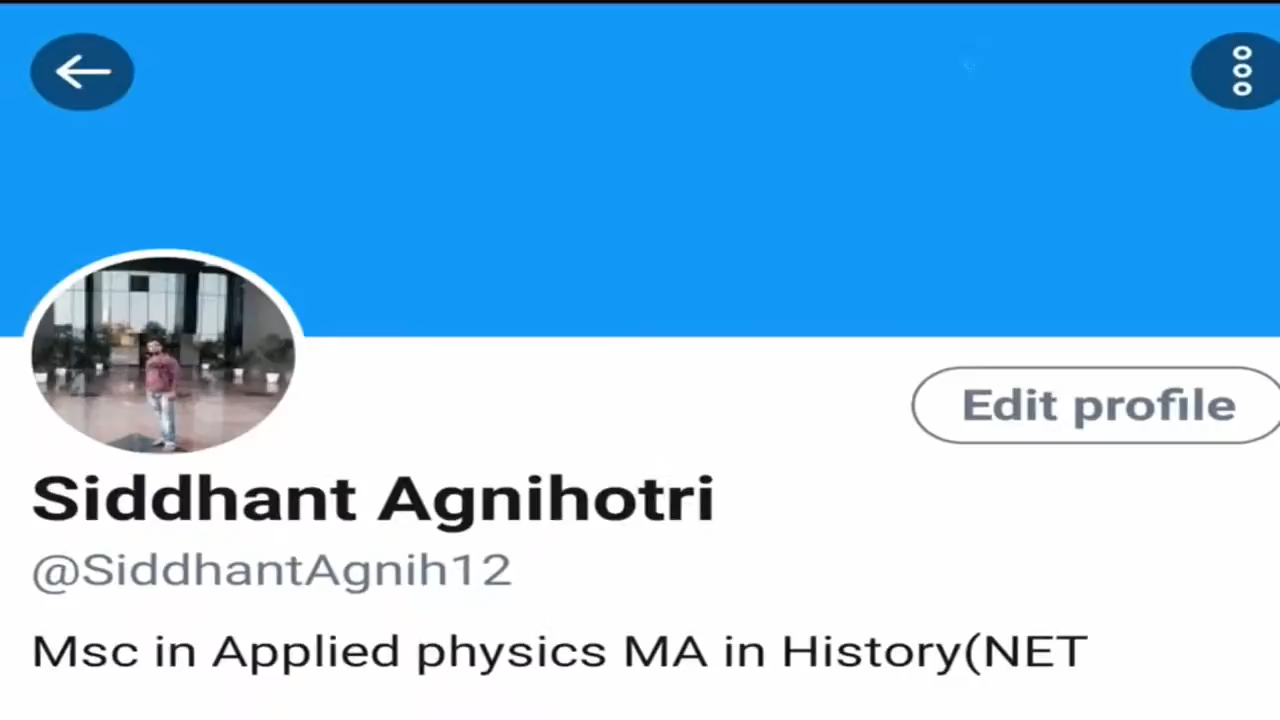 Edit profile
Siddhant Agnihotri
@SiddhantAgnih12
Msc in Applied physics MA in History(NET